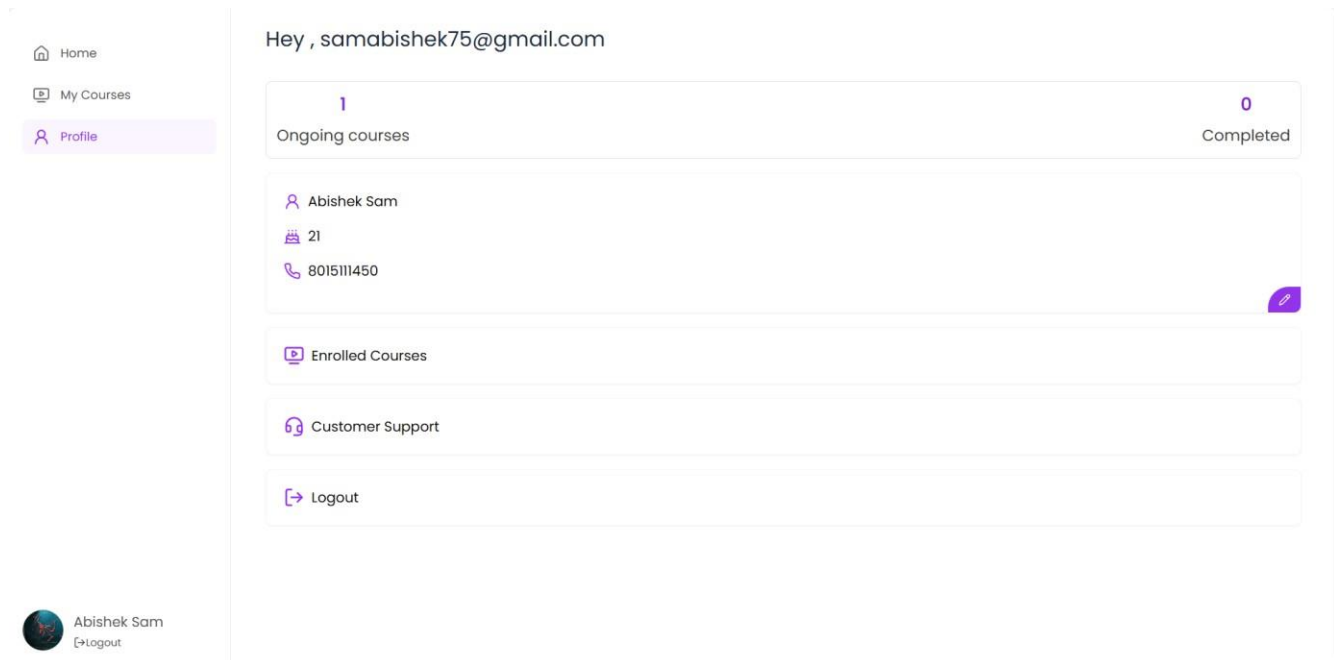 Home
My Courses
Profile
Hey , samabishek75@gmail.com
1
Ongoing courses
0
Completed
Abishek Sam
21
8015111450
Enrolled Courses
Customer Support
Logout
Abishek Sam
Logout